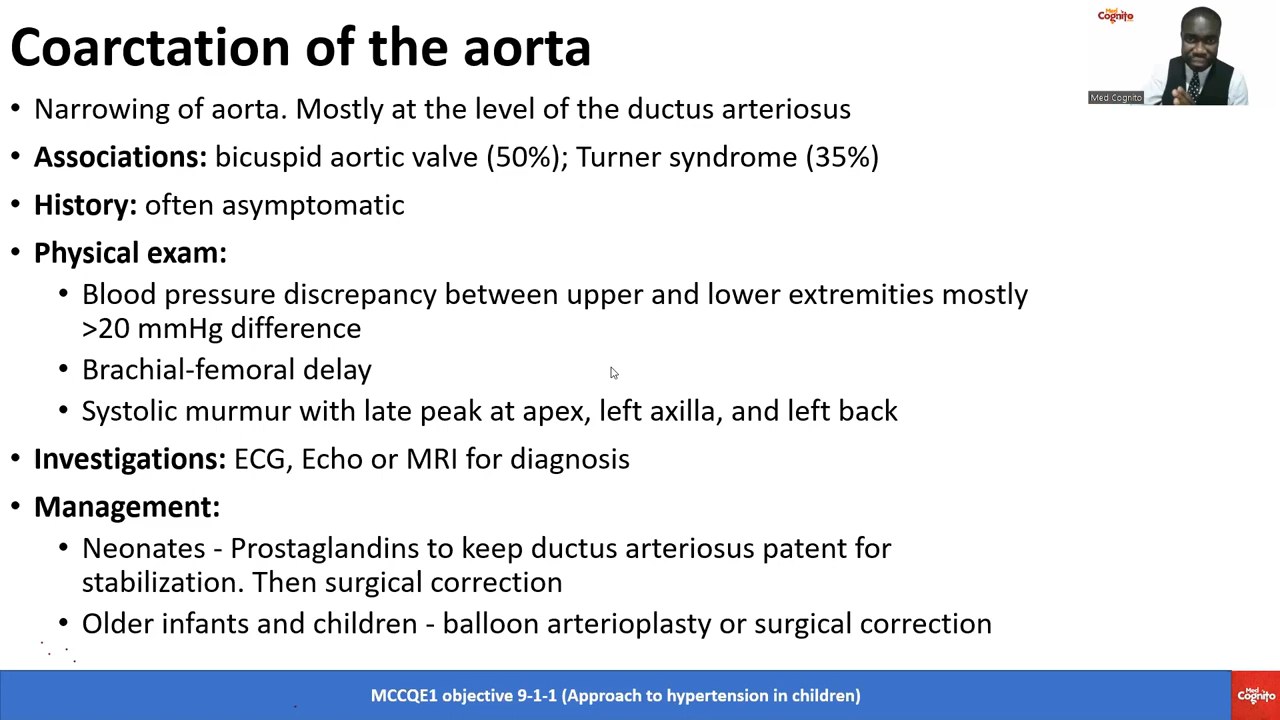 Coarctation of the aorta
Med
Cognito
Med Cognito
• Narrowing of aorta. Mostly at the level of the ductus arteriosus
• Associations: bicuspid aortic valve (50%); Turner syndrome (35%)
• History: often asymptomatic
• Physical exam:
• Blood pressure discrepancy between upper and lower extremities mostly
>20 mmHg difference
• Brachial-femoral delay
• Systolic murmur with late peak at apex, left axilla, and left back
• Investigations: ECG, Echo or MRI for diagnosis
• Management:
• Neonates - Prostaglandins to keep ductus arteriosus patent for
stabilization. Then surgical correction
• Older infants and children - balloon arterioplasty or surgical correction
MCCQE1 objective 9-1-1 (Approach to hypertension in children)
Med
Cognito